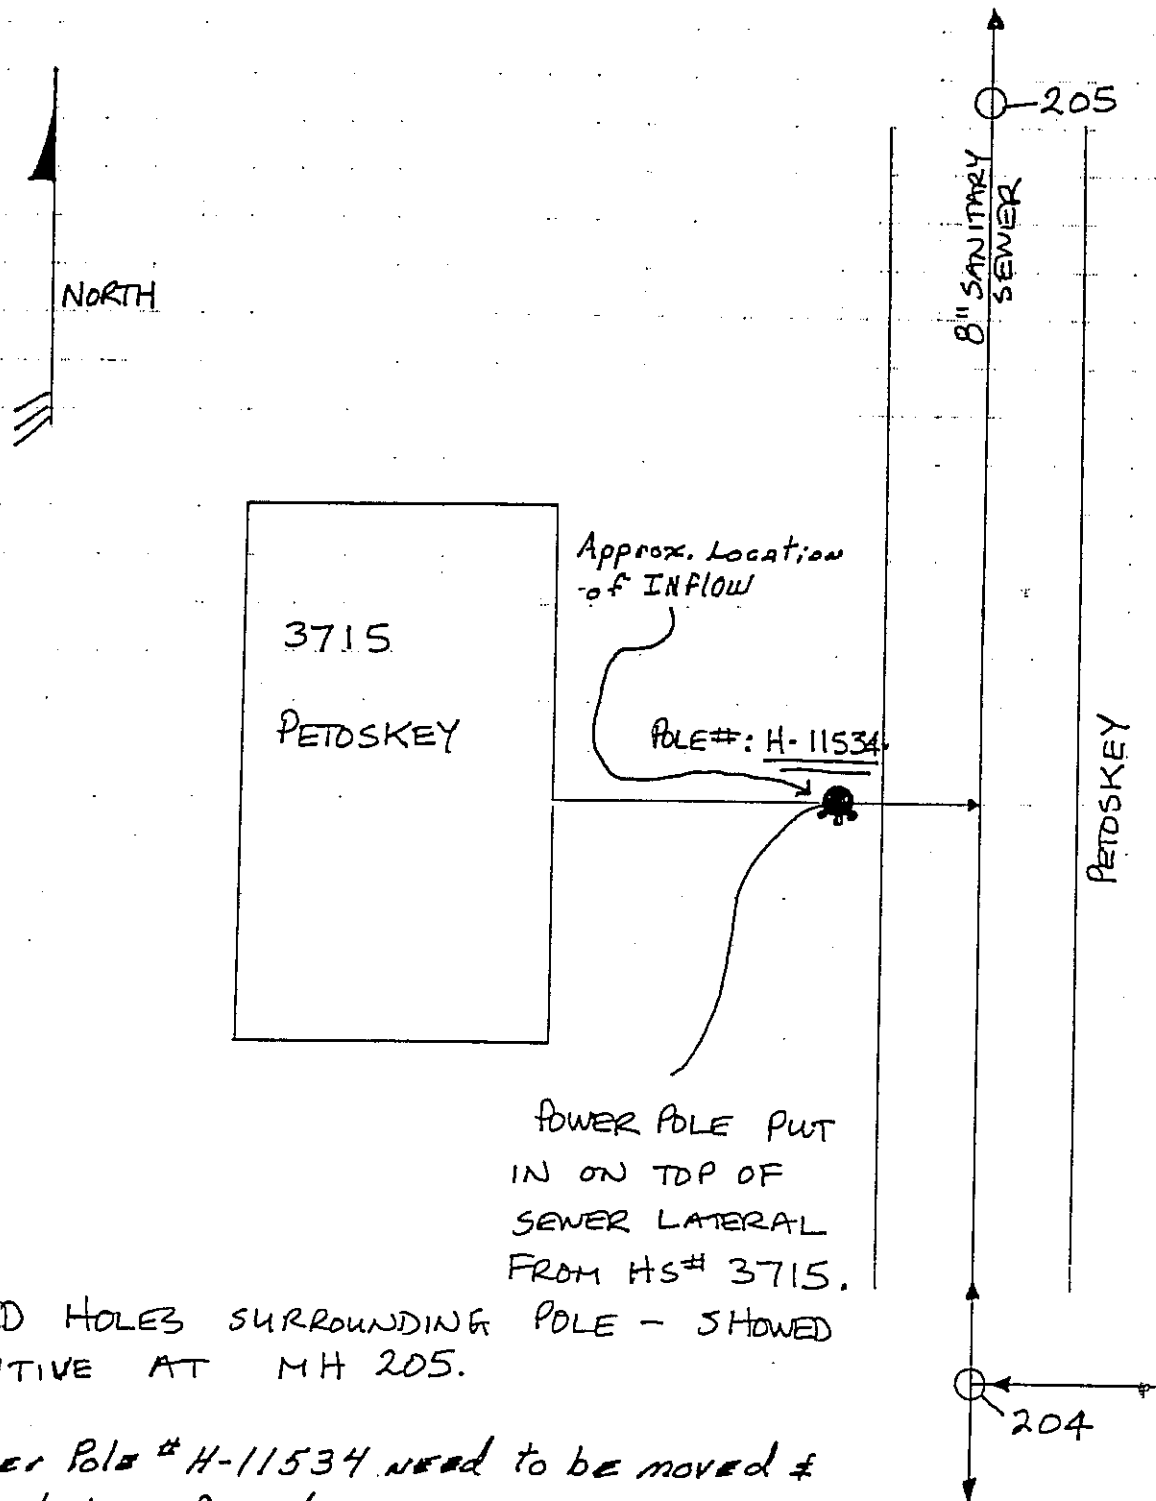 205
8" SANITARY
SEWER
NORTH
Approx. Location
of INFLOW
3715
PETOSKEY
POLE#: H-11534
PETOSKEY
POWER POLE PUT
IN ON TOP OF
SEWER LATERAL
FROM HS# 3715.
HOLES SURROUNDING POLE - SHOWED
AT MH 205.
204
Pole # H-11534 need to be moved &